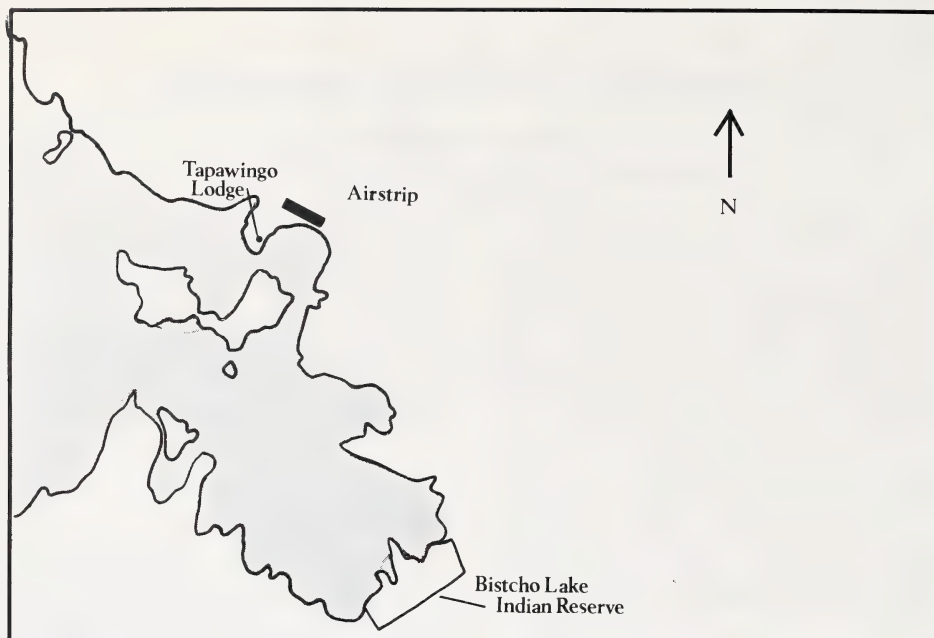 Tapawingo
Lodge
Airstrip
N
Bistcho Lake
Indian Reserve